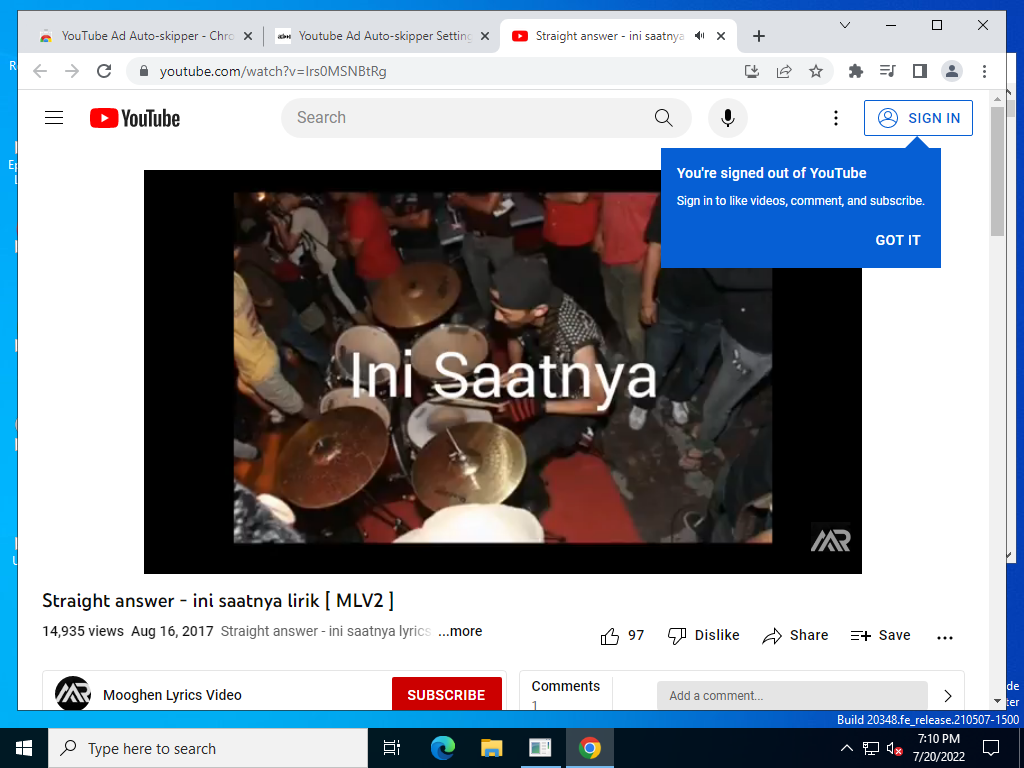 YouTube Ad Auto-skipper - Chro
Youtube Ad Auto-skipper Setting
Straight answer - ini saatnya
youtube.com/watch?v=Irs0MSNBtRg
YouTube
Search
SIGN IN
You're signed out of YouTube
Sign in to like videos, comment, and subscribe.
GOT IT
Ini Saatnya
Straight answer - ini saatnya lirik [ MLV2 ]
14,935 views Aug 16, 2017 Straight answer - ini saatnya lyrics ...more
97 Dislike Share Save
Mooghen Lyrics Video
SUBSCRIBE
Comments
1
Add a comment...
Build 20348.fe_release.210507-1500
Type here to search
7:10 PM
7/20/2022